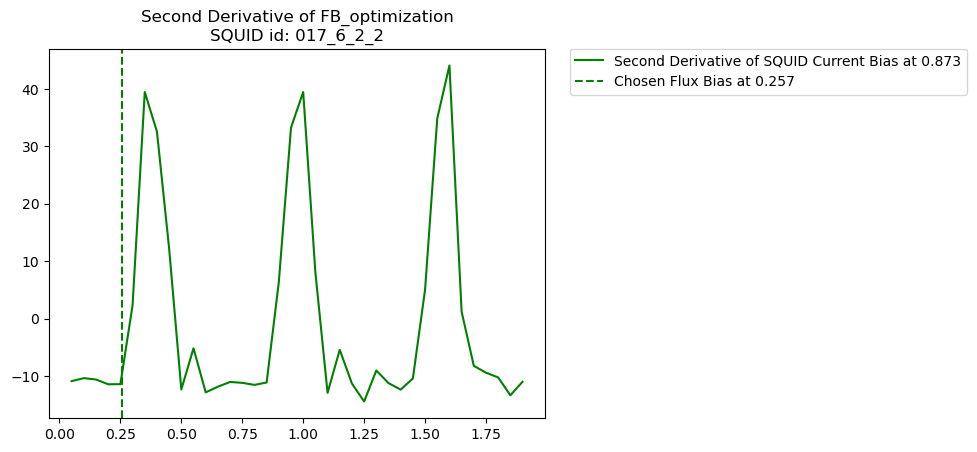 Second Derivative of FB_optimization
SQUID id: 017_6_2_2
Second Derivative of SQUID Current Bias at 0.873
Chosen Flux Bias at 0.257
40
30
20
10
0
−10
0.00 0.25 0.50 0.75 1.00 1.25 1.50 1.75